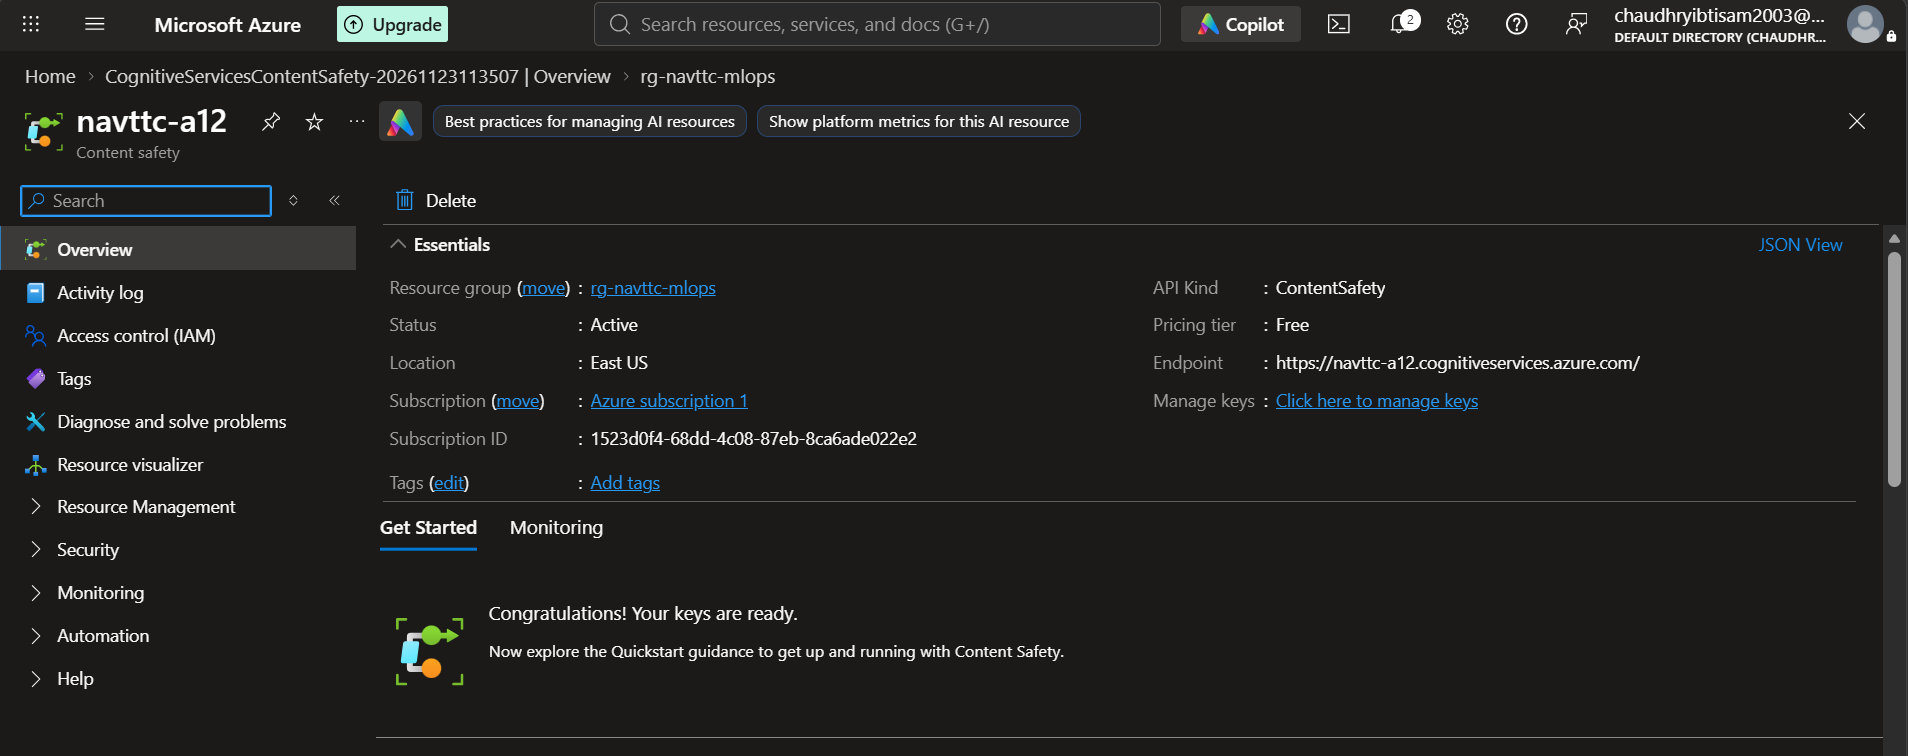 Microsoft Azure
Upgrade
Search resources, services, and docs (G+/)
Copilot
2
chaudhryibtisam2003@...
DEFAULT DIRECTORY (CHAUDHR...
Home > CognitiveServicesContentSafety-20261123113507 | Overview > rg-navttc-mlops
navttc-a12
Content safety
Best practices for managing AI resources
Show platform metrics for this AI resource
Search
Overview
Activity log
Access control (IAM)
Tags
Diagnose and solve problems
Resource visualizer
Resource Management
Security
Monitoring
Automation
Help
Delete
Essentials
JSON View
Resource group (move) : rg-navttc-mlops
Status : Active
Location : East US
Subscription (move) : Azure subscription 1
Subscription ID : 1523d0f4-68dd-4c08-87eb-8ca6ade022e2
Tags (edit) : Add tags
API Kind : ContentSafety
Pricing tier : Free
Endpoint : https://navttc-a12.cognitiveservices.azure.com/
Manage keys : Click here to manage keys
Get Started
Monitoring
Congratulations! Your keys are ready.
Now explore the Quickstart guidance to get up and running with Content Safety.